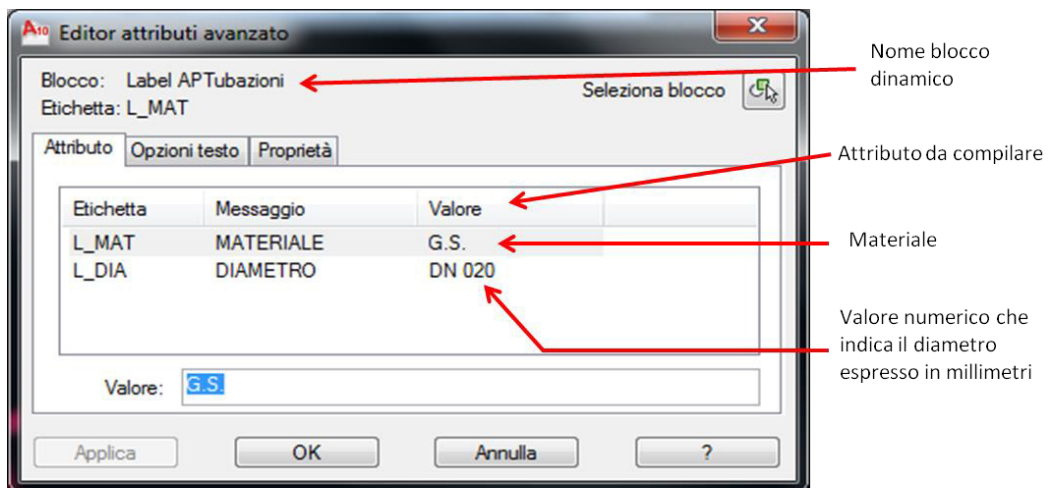 A10 Editor attributi avanzato
Nome blocco
dinamico
Blocco: Label APTubazioni
Seleziona blocco
Etichetta: L_MAT
Attributo Opzioni testo Proprietà
Attributo da compilare
Etichetta Messaggio Valore
L_MAT MATERIALE G.S.
Materiale
L_DIA DIAMETRO DN 020
Valore numerico che
indica il diametro
espresso in millimetri
Valore: G.S.
Applica OK Annulla ?